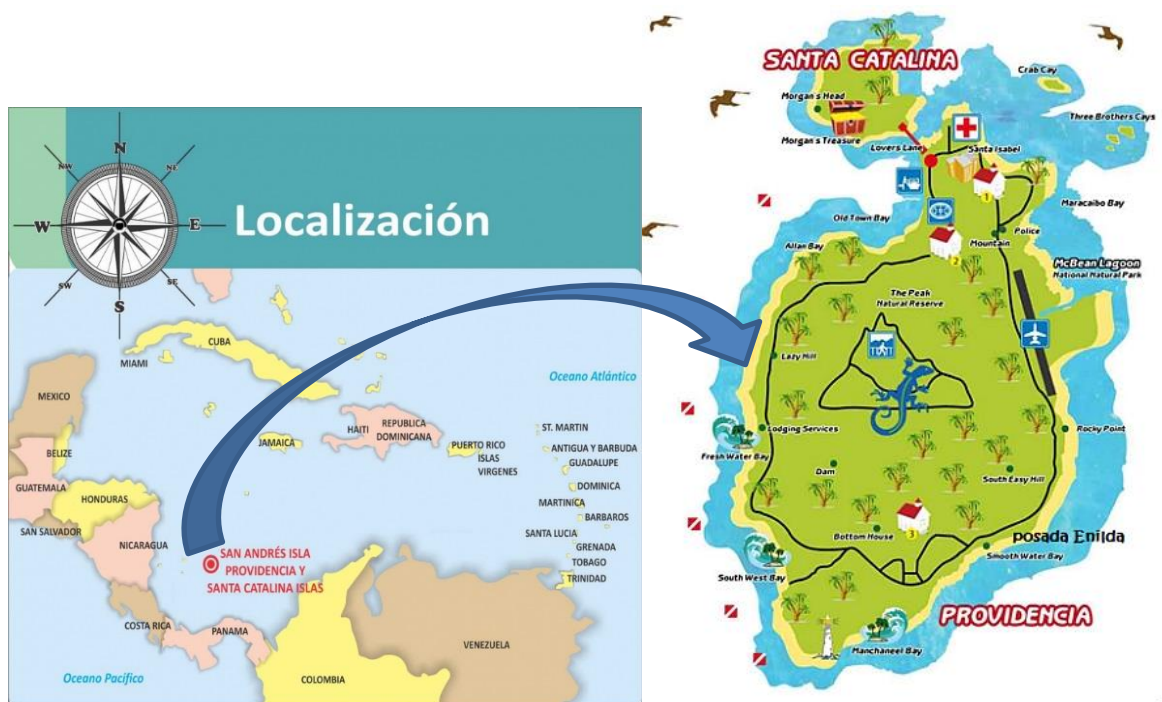 N
NW
NE
W
E
SW
SE
S
Localización
CUBA
MIAMI
Oceano Atlántico
MEXICO
BELIZE
JAMAICA
HAITI
REPUBLICA
DOMINICANA
PUERTO RICO
ISLAS
VIRGENES
ST. MARTIN
ANTIGUA Y BARBUDA
GUADALUPE
DOMINICA
MARTINICA
BARBAROS
SANTA LUCIA
GRENADA
TOBAGO
TRINIDAD
GUATEMALA
HONDURAS
SAN SALVADOR
NICARAGUA
SAN ANDRÉS ISLA
PROVIDENCIA Y
SANTA CATALINA ISLAS
COSTA RICA
PANAMA
VENEZUELA
COLOMBIA
Oceano Pacífico
SANTA CATALINA
Crab Cay
Morgan's Head
Three Brothers Cays
Morgan's Treasure
Lovers Lane
Santa Isabel
1
Maracaibo Bay
Old Town Bay
Police
Mountain
Allan Bay
2
McBean Lagoon
National Natural Park
The Peak
Natural Reserve
Lazy Hill
Lodging Services
Rocky Point
Fresh Water Bay
Dam
South Easy Hill
3
Bottom House
posada Enilda
Smooth Water Bay
South West Bay
PROVIDENCIA
Manchaneel Bay